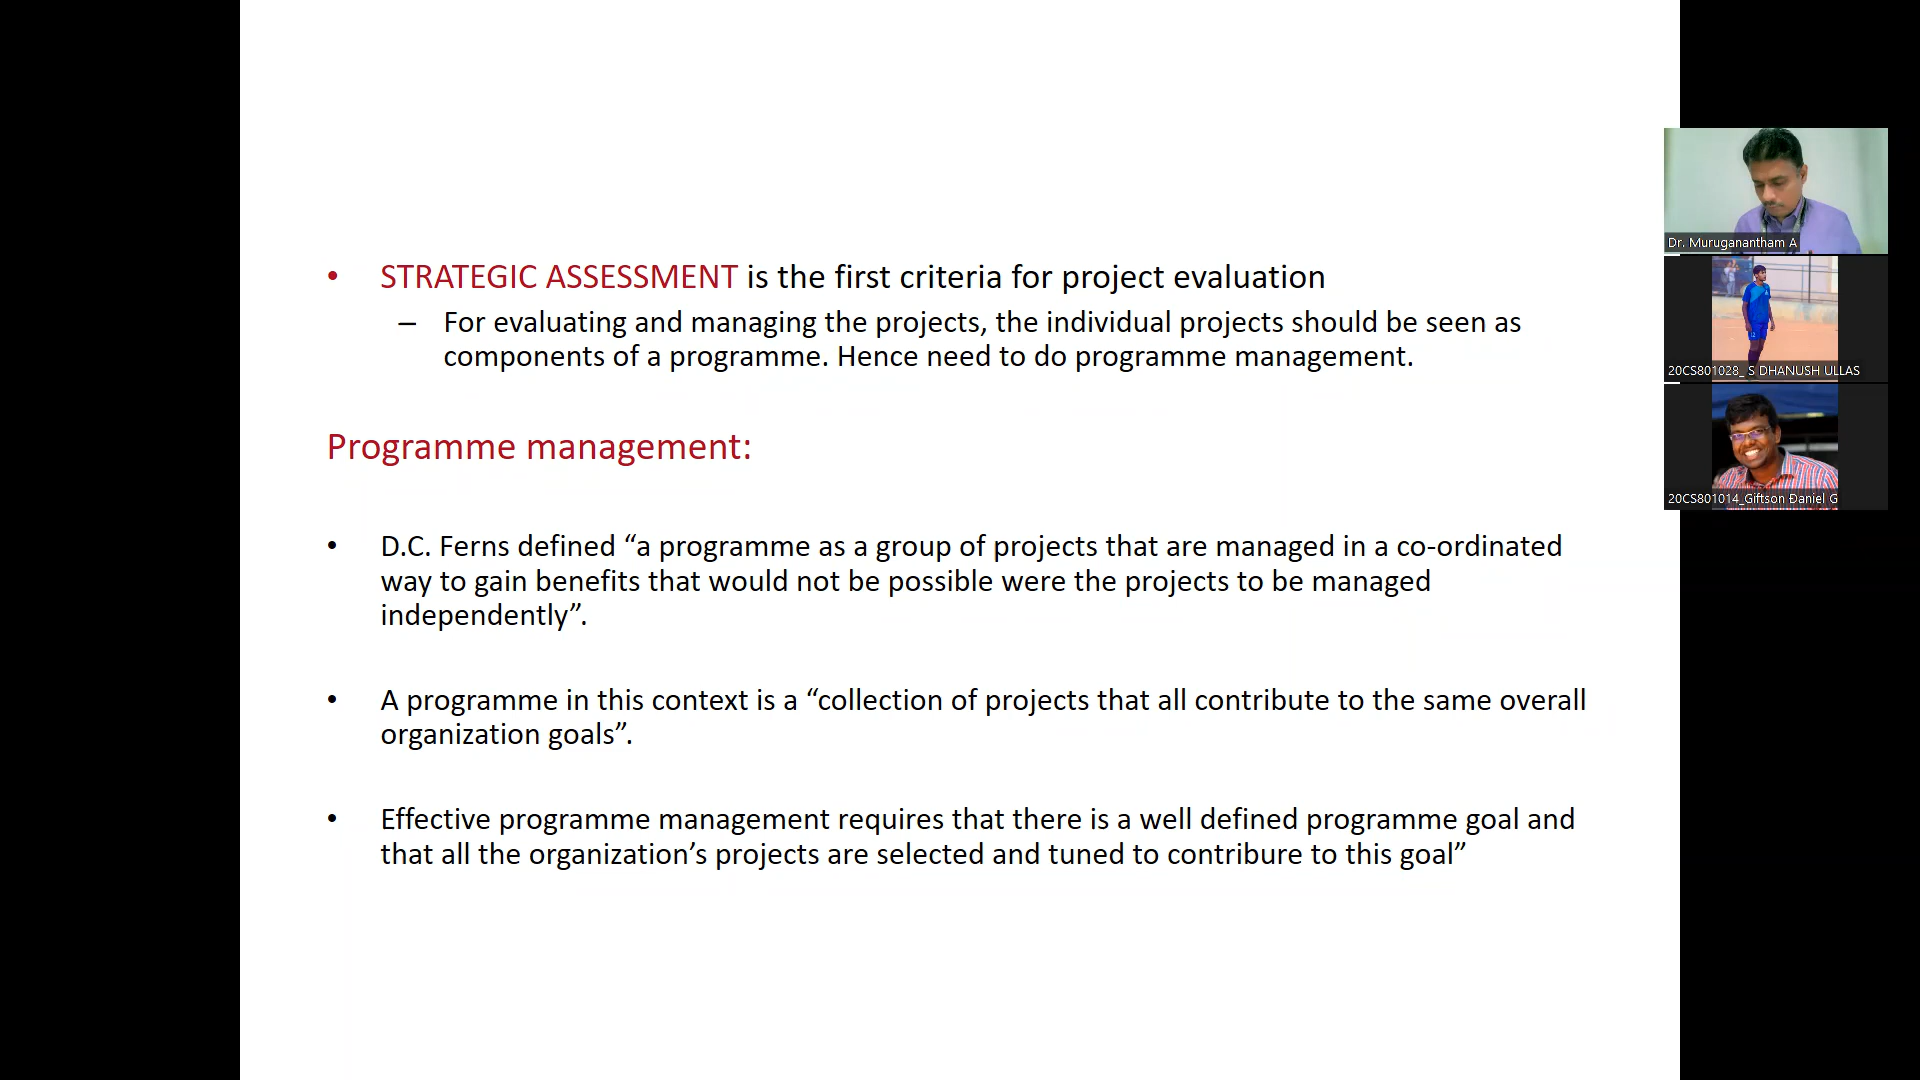 • STRATEGIC ASSESSMENT is the first criteria for project evaluation
– For evaluating and managing the projects, the individual projects should be seen as
components of a programme. Hence need to do programme management.
Programme management:
• D.C. Ferns defined “a programme as a group of projects that are managed in a co-ordinated
way to gain benefits that would not be possible were the projects to be managed
independently”.
• A programme in this context is a “collection of projects that all contribute to the same overall
organization goals”.
• Effective programme management requires that there is a well defined programme goal and
that all the organization’s projects are selected and tuned to contribure to this goal”
Dr. Muruganantham A
20CS801028_ S DHANUSH ULLAS
20CS801014_Giftson Daniel G